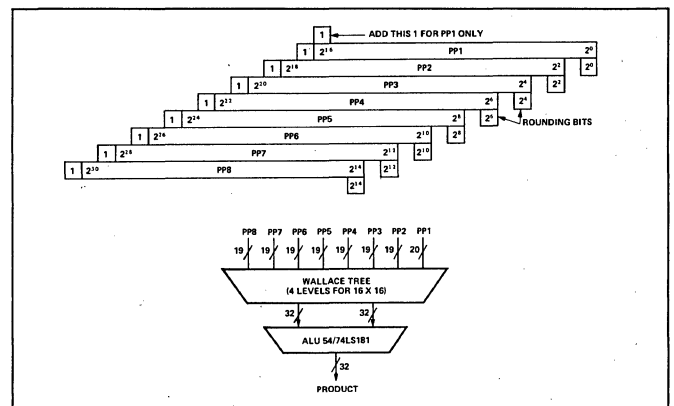 1 ADD THIS 1 FOR PP1 ONLY
1 2¹⁶ PP1 2⁰
1 2¹⁸ PP2 2² 2⁰
1 2²⁰ PP3 2⁴ 2²
1 2²² PP4 2⁶ 2⁴
1 2²⁴ PP5 2⁸ 2⁶ ROUNDING BITS
1 2²⁶ PP6 2¹⁰ 2⁸
1 2²⁸ PP7 2¹² 2¹⁰
1 2³⁰ PP8 2¹⁴ 2¹²
2¹⁴
PP8 PP7 PP6 PP5 PP4 PP3 PP2 PP1
19 19 19 19 19 19 19 20
WALLACE TREE
(4 LEVELS FOR 16 X 16)
32 32
ALU 54/74LS181
32
PRODUCT